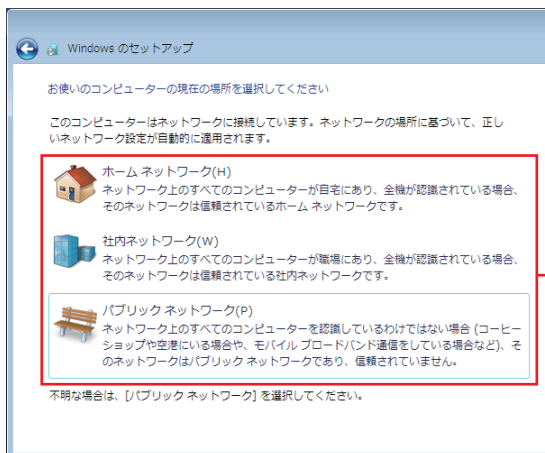 Windows のセットアップ
お使いのコンピューターの現在の場所を選択してください
このコンピューターはネットワークに接続しています。ネットワークの場所に基づいて、正し
いネットワーク設定が自動的に適用されます。
ホーム ネットワーク(H)
ネットワーク上のすべてのコンピューターが自宅にあり、全機が認識されている場合、
そのネットワークは信頼されているホーム ネットワークです。
社内ネットワーク(W)
ネットワーク上のすべてのコンピューターが職場にあり、全機が認識されている場合、
そのネットワークは信頼されている社内ネットワークです。
パブリック ネットワーク(P)
ネットワーク上のすべてのコンピューターを認識しているわけではない場合 (コーヒー
ショップや空港にいる場合や、モバイル ブロードバンド通信をしている場合など)、そ
のネットワークはパブリック ネットワークであり、信頼されていません。
不明な場合は、[パブリック ネットワーク] を選択してください。